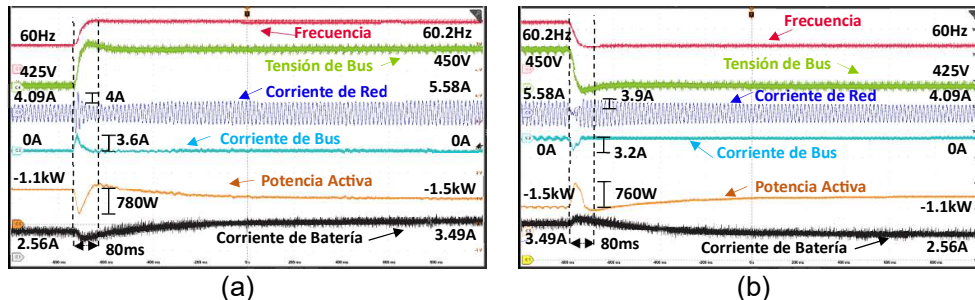 60Hz
Frecuencia
60.2Hz
425V
Tensión de Bus
450V
4.09A
4A
Corriente de Red
5.58A
0A
3.6A
Corriente de Bus
0A
-1.1kW
780W
Potencia Activa
-1.5kW
2.56A
80ms
Corriente de Batería
3.49A
(a)
60.2Hz
Frecuencia
60Hz
450V
Tensión de Bus
425V
5.58A
3.9A
Corriente de Red
4.09A
0A
3.2A
Corriente de Bus
0A
-1.5kW
760W
Potencia Activa
-1.1kW
3.49A
80ms
Corriente de Batería
2.56A
(b)